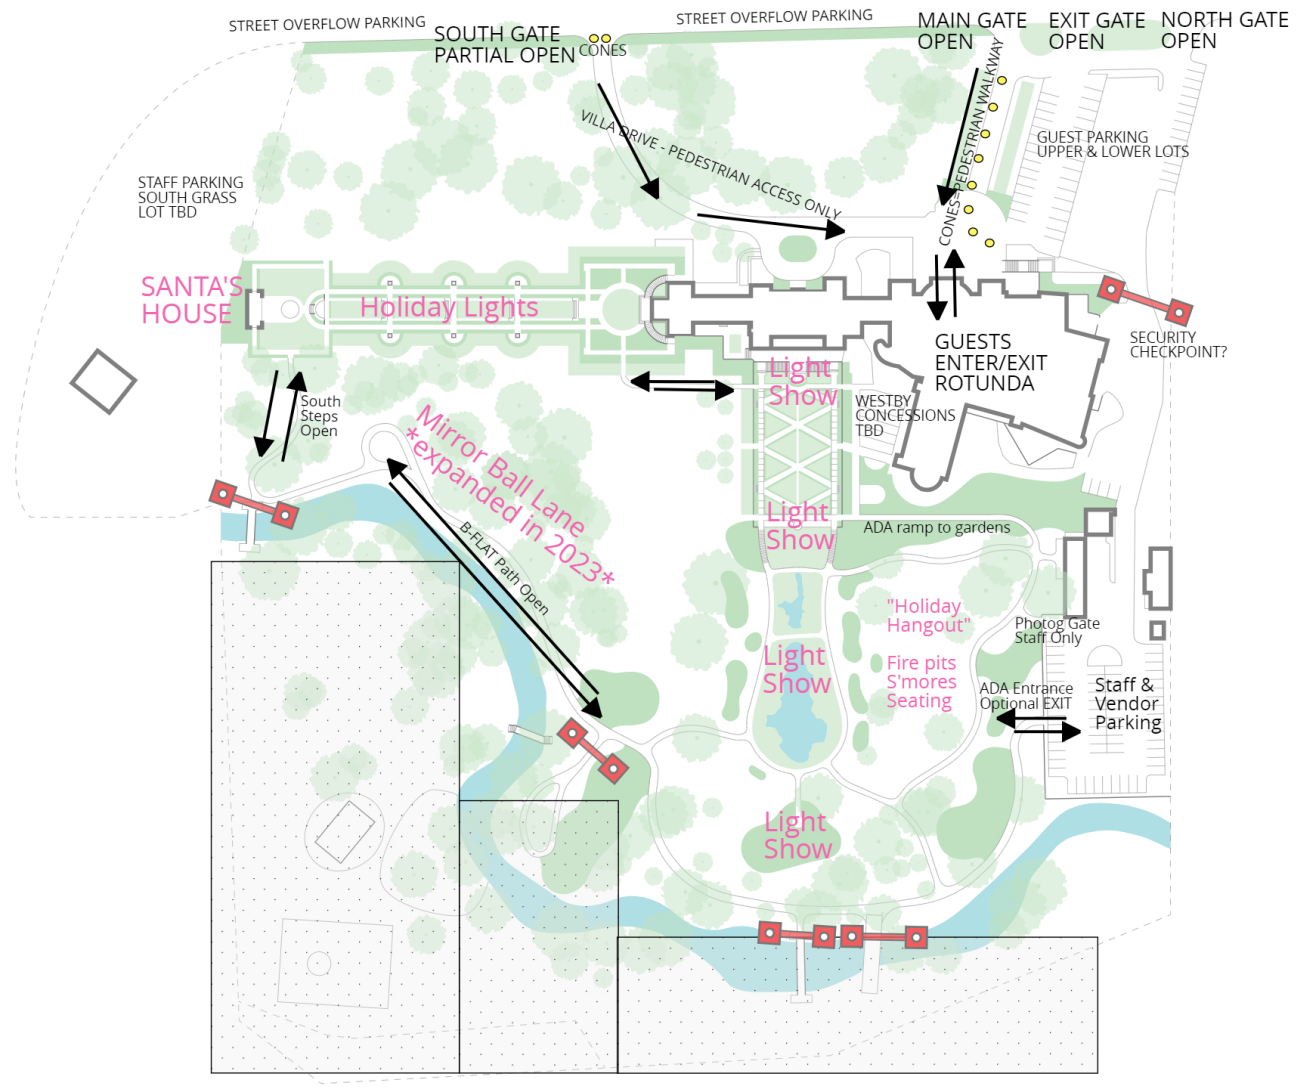 STREET OVERFLOW PARKING
STREET OVERFLOW PARKING
SOUTH GATE
PARTIAL OPEN
CONES
MAIN GATE
OPEN
EXIT GATE
OPEN
NORTH GATE
OPEN
VILLA DRIVE - PEDESTRIAN ACCESS ONLY
CONES=PEDESTRIAN WALKWAY
GUEST PARKING
UPPER & LOWER LOTS
STAFF PARKING
SOUTH GRASS
LOT TBD
SANTA'S
HOUSE
Holiday Lights
GUESTS
ENTER/EXIT
ROTUNDA
SECURITY
CHECKPOINT?
Light
Show
WESTBY
CONCESSIONS
TBD
South
Steps
Open
Mirror Ball Lane
*expanded in 2023*
B-FLAT Path Open
Light
Show
ADA ramp to gardens
"Holiday
Hangout"
Fire pits
S'mores
Seating
Photog Gate
Staff Only
Light
Show
ADA Entrance
Optional EXIT
Staff &
Vendor
Parking
Light
Show